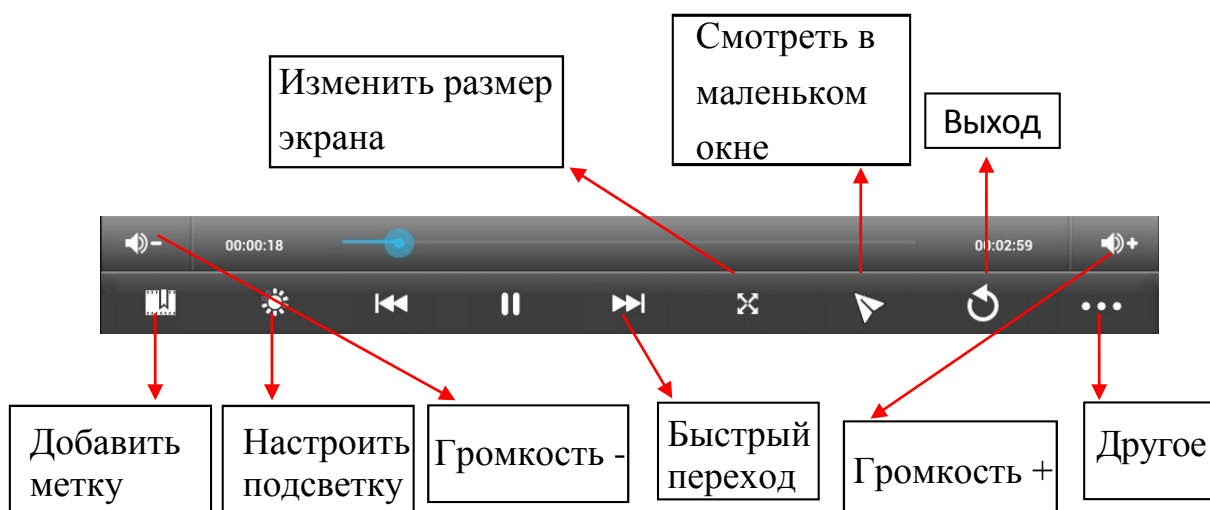 Смотреть в
маленьком
окне
Изменить размер
экрана
Выход
00:00:18
00:02:59
Добавить
метку
Настроить
подсветку
Громкость -
Быстрый
переход
Громкость +
Другое